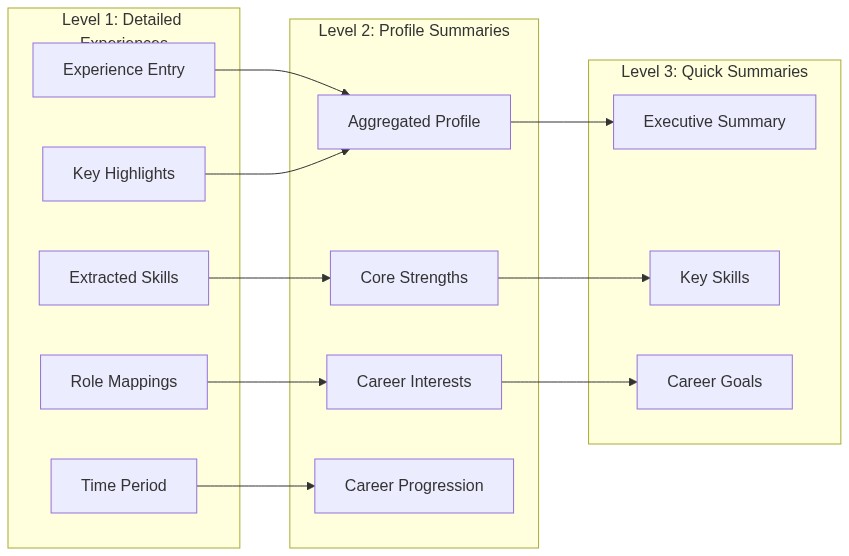 Level 1: Detailed
Experiences
Experience Entry
Key Highlights
Extracted Skills
Role Mappings
Time Period
Level 2: Profile Summaries
Aggregated Profile
Core Strengths
Career Interests
Career Progression
Level 3: Quick Summaries
Executive Summary
Key Skills
Career Goals